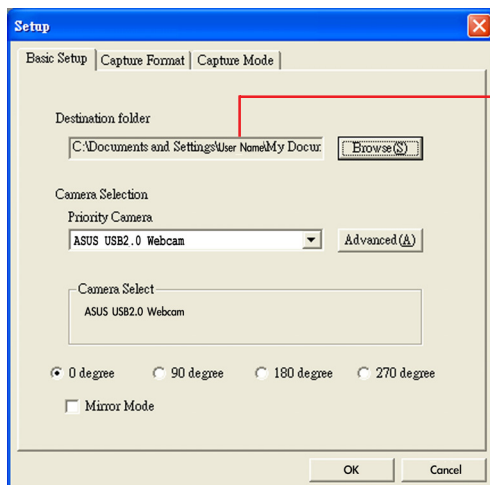 Setup
Basic Setup Capture Format Capture Mode
Destination folder
C:\Documents and Settings\User Name\My Docur Browse(S)
Camera Selection
Priority Camera
ASUS USB2.0 Webcam Advanced(A)
Camera Select
ASUS USB2.0 Webcam
0 degree 90 degree 180 degree 270 degree
Mirror Mode
OK Cancel